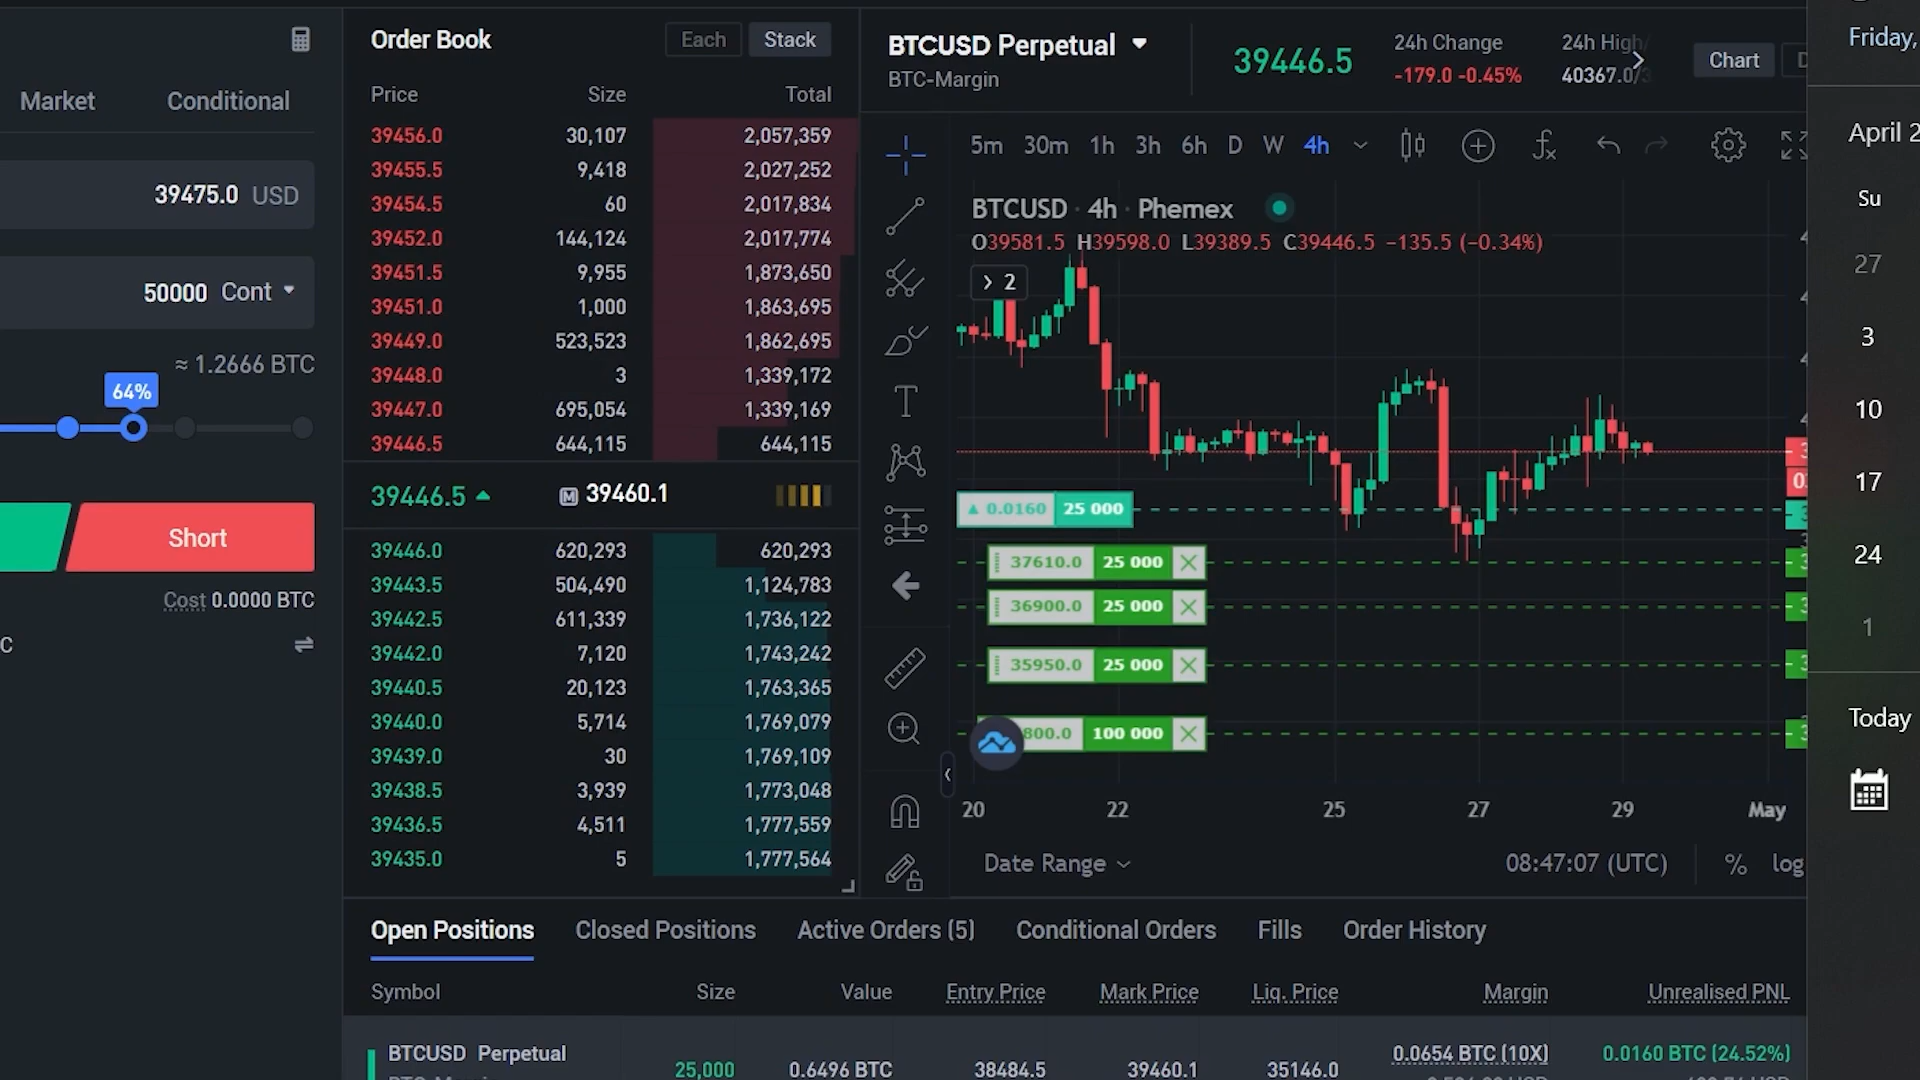 Market Conditional
39475.0 USD
50000 Cont
≈ 1.2666 BTC
64%
Short
Cost 0.0000 BTC
C
Order Book Each Stack
Price Size Total
39456.0 30,107 2,057,359
39455.5 9,418 2,027,252
39454.5 60 2,017,834
39452.0 144,124 2,017,774
39451.5 9,955 1,873,650
39451.0 1,000 1,863,695
39449.0 523,523 1,862,695
39448.0 3 1,339,172
39447.0 695,054 1,339,169
39446.5 644,115 644,115
39446.5 M 39460.1
39446.0 620,293 620,293
39443.5 504,490 1,124,783
39442.5 611,339 1,736,122
39442.0 7,120 1,743,242
39440.5 20,123 1,763,365
39440.0 5,714 1,769,079
39439.0 30 1,769,109
39438.5 3,939 1,773,048
39436.5 4,511 1,777,559
39435.0 5 1,777,564
BTCUSD Perpetual
BTC-Margin
39446.5
24h Change
-179.0 -0.45%
24h High/
40367.0/3
Chart D
5m 30m 1h 3h 6h D W 4h
BTCUSD · 4h · Phemex
O39581.5 H39598.0 L39389.5 C39446.5 −135.5 (−0.34%)
> 2
▲ 0.0160 25 000
37610.0 25 000
36900.0 25 000
35950.0 25 000
800.0 100 000
20 22 25 27 29 May
Date Range 08:47:07 (UTC) % log
Open Positions Closed Positions Active Orders (5) Conditional Orders Fills Order History
Symbol Size Value Entry Price Mark Price Liq. Price Margin Unrealised PNL
BTCUSD Perpetual 25,000 0.6496 BTC 38484.5 39460.1 35146.0 0.0654 BTC (10X) 0.0160 BTC (24.52%)
Friday,
April 2
Su
27
3
10
17
24
1
Today